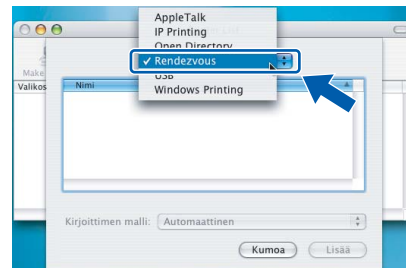 AppleTalk
IP Printing
Open Directory
✓ Rendezvous
USB
Windows Printing
Make
Valikos
Nimi
Kirjoittimen malli: Automaattinen
Kumoa Lisää